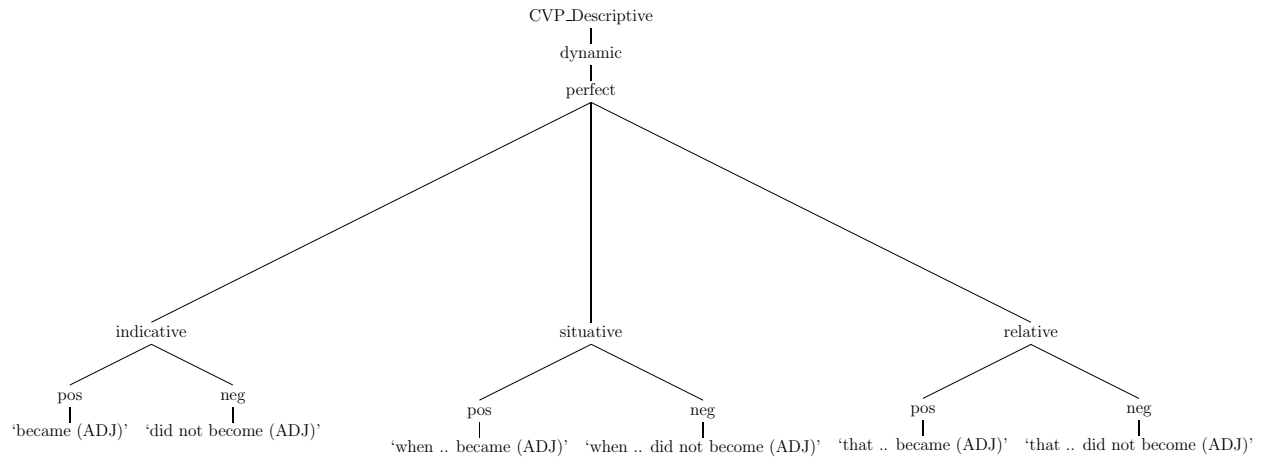 CVP_Descriptive
dynamic
perfect
indicative situative relative
pos neg pos neg pos neg
‘became (ADJ)’ ‘did not become (ADJ)’ ‘when .. became (ADJ)’ ‘when .. did not become (ADJ)’ ‘that .. became (ADJ)’ ‘that .. did not become (ADJ)’